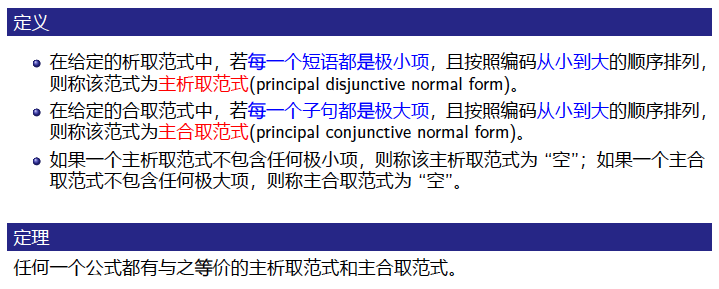 定义
在给定的析取范式中，若每一个短语都是极小项，且按照编码从小到大的顺序排列，
则称该范式为主析取范式(principal disjunctive normal form)。
在给定的合取范式中，若每一个子句都是极大项，且按照编码从小到大的顺序排列，
则称该范式为主合取范式(principal conjunctive normal form)。
如果一个主析取范式不包含任何极小项，则称该主析取范式为 “空”；如果一个主合
取范式不包含任何极大项，则称主合取范式为 “空”。
定理
任何一个公式都有与之等价的主析取范式和主合取范式。